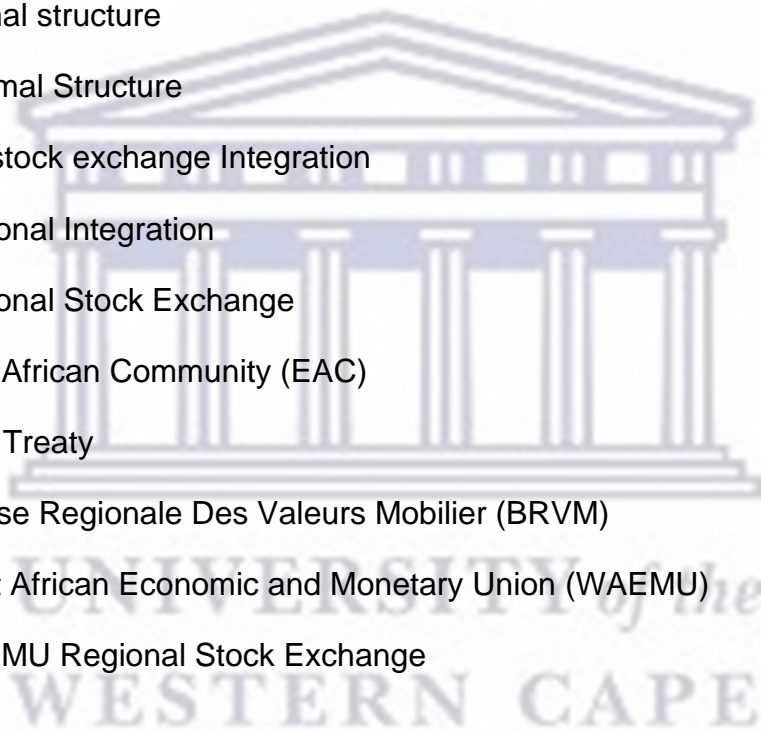 nal structure
mal Structure
stock exchange Integration
onal Integration
onal Stock Exchange
African Community (EAC)
Treaty
se Regionale Des Valeurs Mobilier (BRVM)
t African Economic and Monetary Union (WAEMU)
MU Regional Stock Exchange
UNIVERSITY of the
WESTERN CAPE